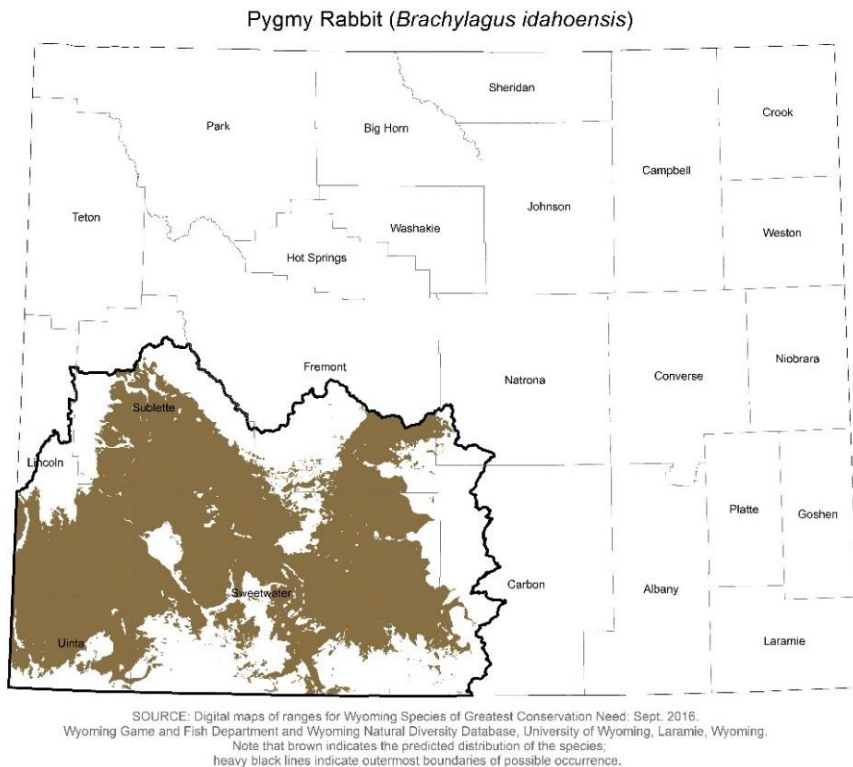 Pygmy Rabbit (Brachylagus idahoensis)
Sheridan
Crook
Park
Big Horn
Campbell
Johnson
Teton
Washakie
Weston
Hot Springs
Niobrara
Fremont
Natrona
Converse
Sublette
Lincoln
Platte
Goshen
Carbon
Albany
Sweetwater
Uinta
Laramie
SOURCE: Digital maps of ranges for Wyoming Species of Greatest Conservation Need: Sept. 2016.
Wyoming Game and Fish Department and Wyoming Natural Diversity Database, University of Wyoming, Laramie, Wyoming.
Note that brown indicates the predicted distribution of the species;
heavy black lines indicate outermost boundaries of possible occurrence.